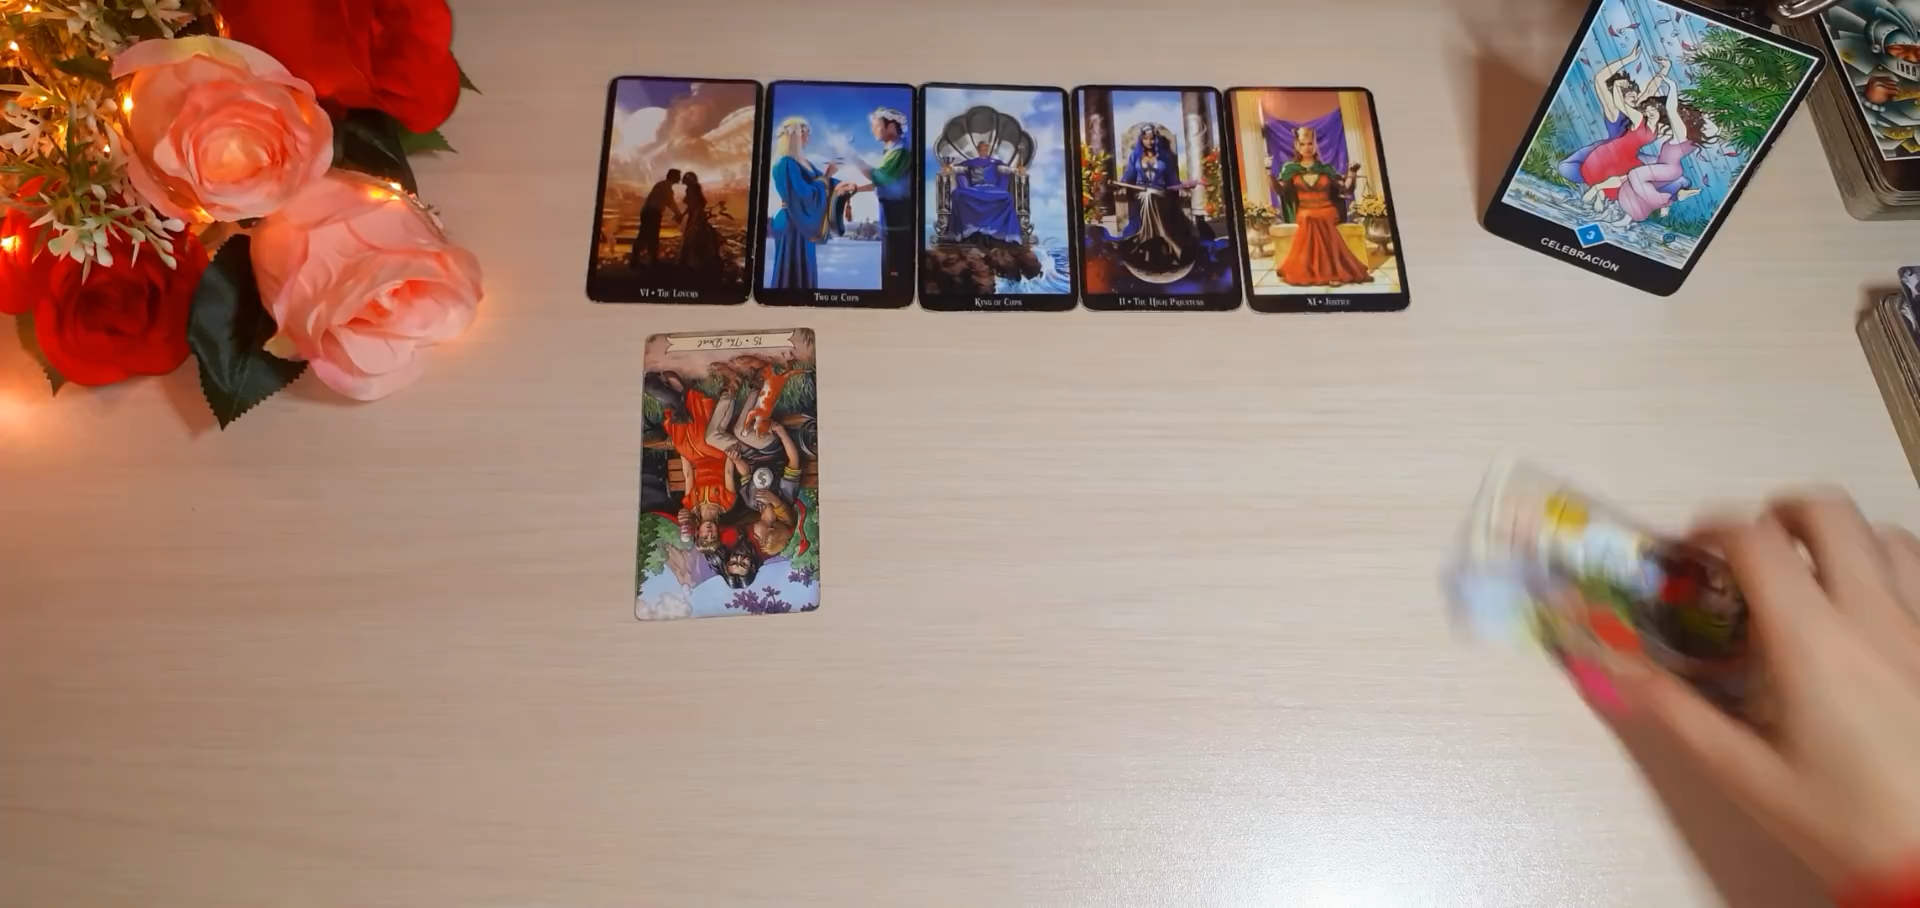 VI • The Lovers
Two of Cups
King of Cups
II • The High Priestess
XI • Justice
3
CELEBRACIÓN
15 • The Devil
$